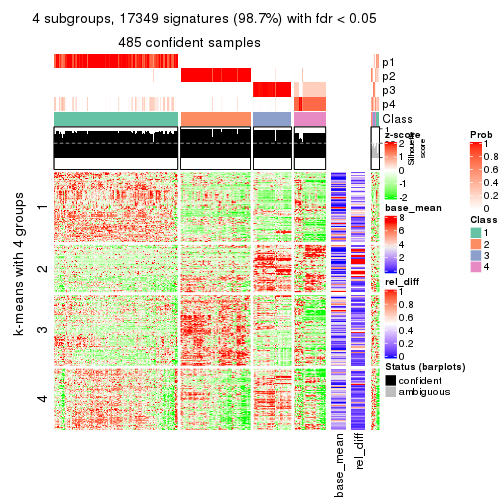 4 subgroups, 17349 signatures (98.7%) with fdr < 0.05
485 confident samples
p1
p2
p3
p4
Class
1
Silhouette
score
z-score
2
1
0
-1
-2
base_mean
8
6
4
2
0
rel_diff
1
0.8
0.6
0.4
0.2
0
Status (barplots)
confident
ambiguous
Prob
1
0.8
0.6
0.4
0.2
0
Class
1
2
3
4
k-means with 4 groups
1
2
3
4
base_mean
rel_diff